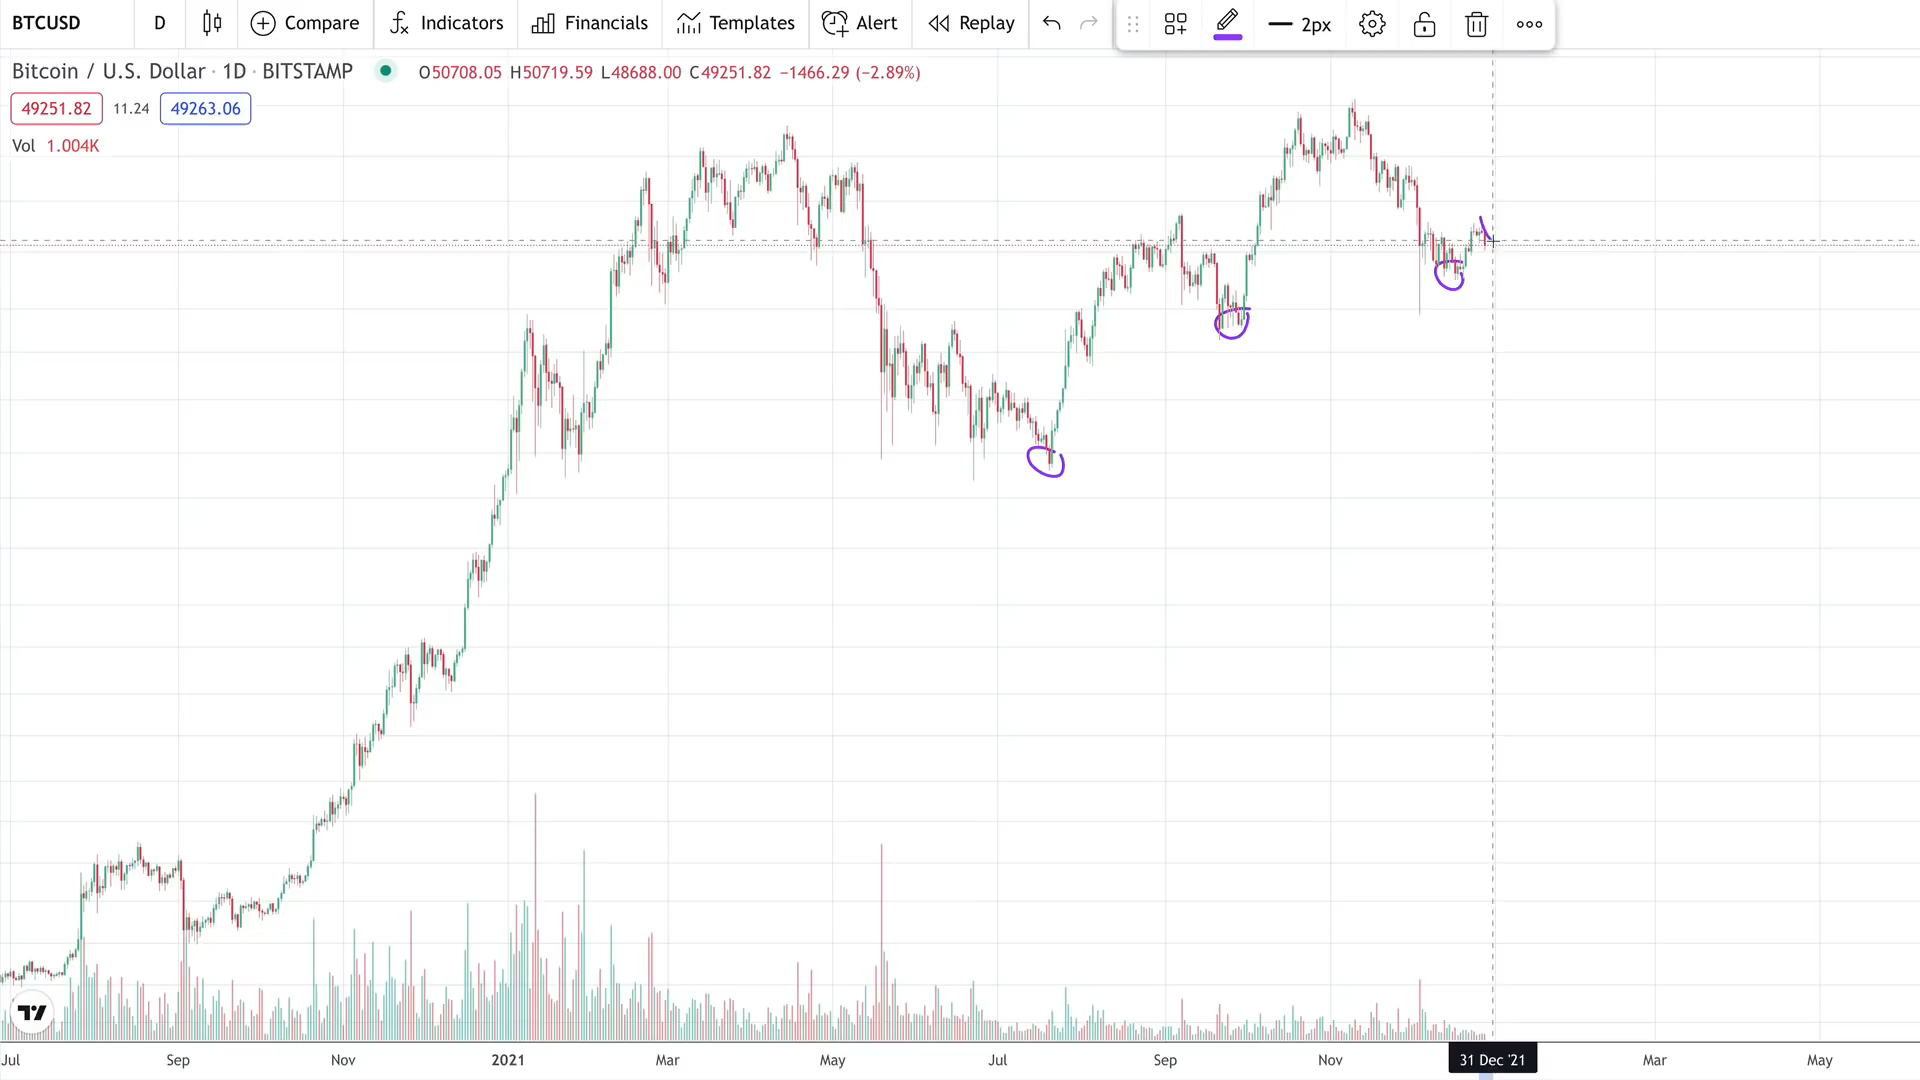 BTCUSD D Compare Indicators Financials Templates Alert Replay 2px
Bitcoin / U.S. Dollar · 1D · BITSTAMP O50708.05 H50719.59 L48688.00 C49251.82 −1466.29 (−2.89%)
49251.82 11.24 49263.06
Vol 1.004K
Jul Sep Nov 2021 Mar May Jul Sep Nov 31 Dec '21 Mar May